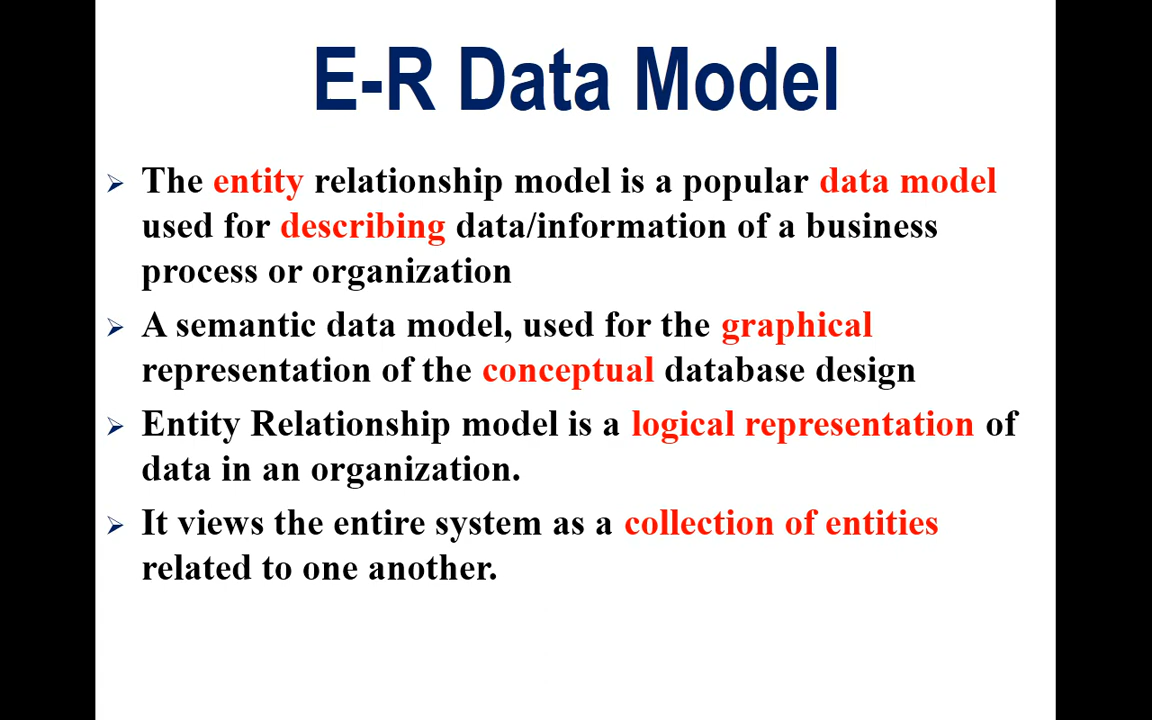 E-R Data Model
The entity relationship model is a popular data model
used for describing data/information of a business
process or organization
A semantic data model, used for the graphical
representation of the conceptual database design
Entity Relationship model is a logical representation of
data in an organization.
It views the entire system as a collection of entities
related to one another.